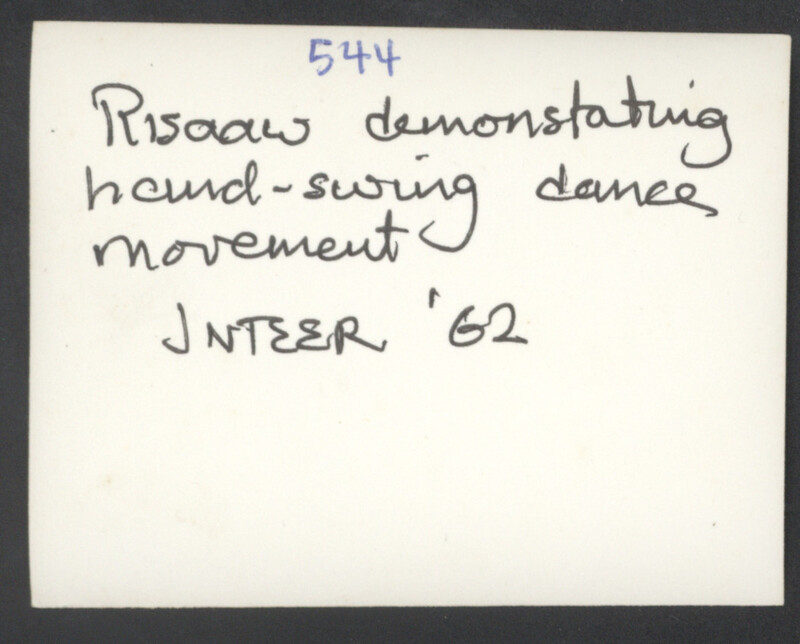 544
Risaaw demonstating
hand-swing dance
movement
JNTEER '62